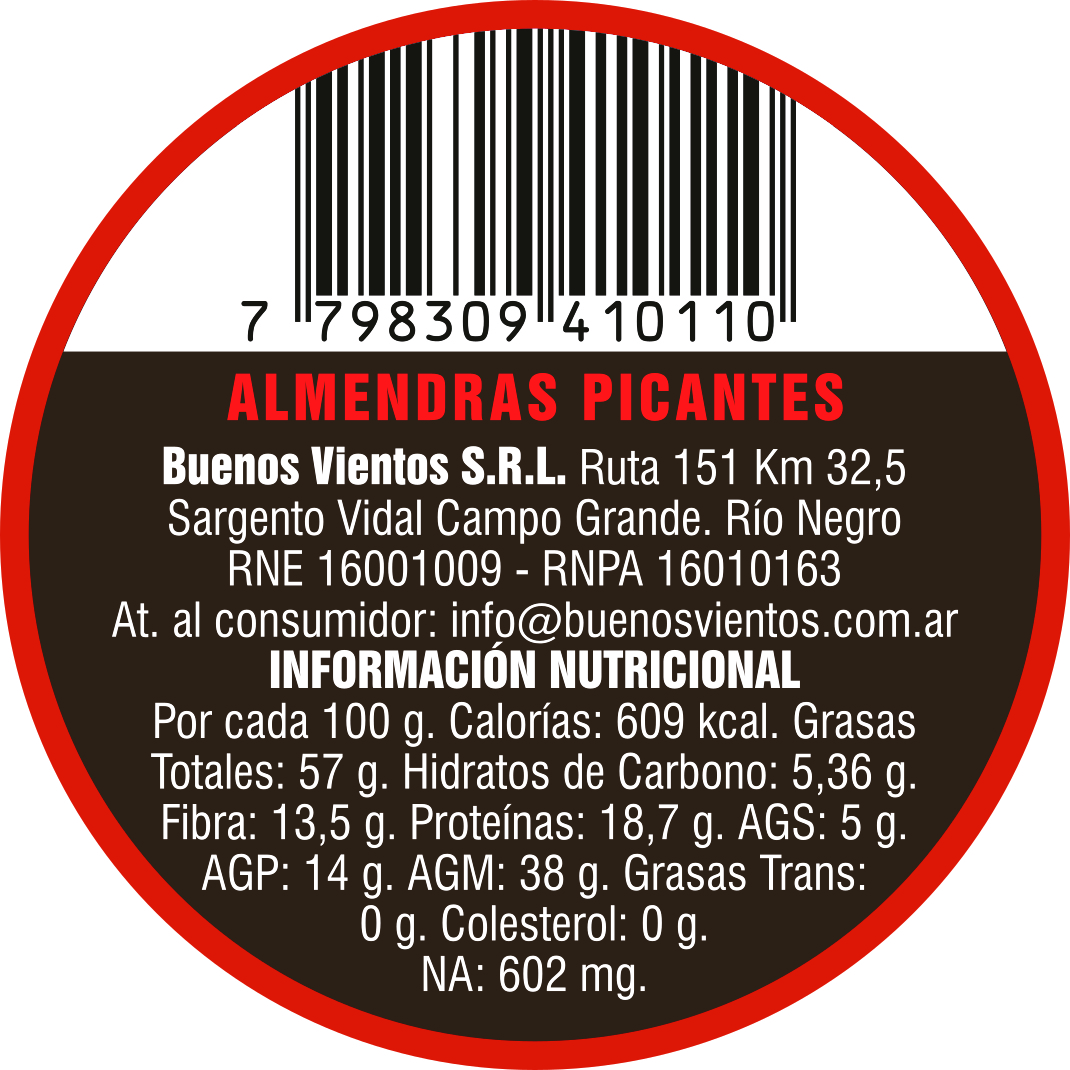 7 798309 410110
ALMENDRAS PICANTES
Buenos Vientos S.R.L. Ruta 151 Km 32,5
Sargento Vidal Campo Grande. Río Negro
RNE 16001009 - RNPA 16010163
At. al consumidor: info@buenosvientos.com.ar
INFORMACIÓN NUTRICIONAL
Por cada 100 g. Calorías: 609 kcal. Grasas
Totales: 57 g. Hidratos de Carbono: 5,36 g.
Fibra: 13,5 g. Proteínas: 18,7 g. AGS: 5 g.
AGP: 14 g. AGM: 38 g. Grasas Trans:
0 g. Colesterol: 0 g.
NA: 602 mg.